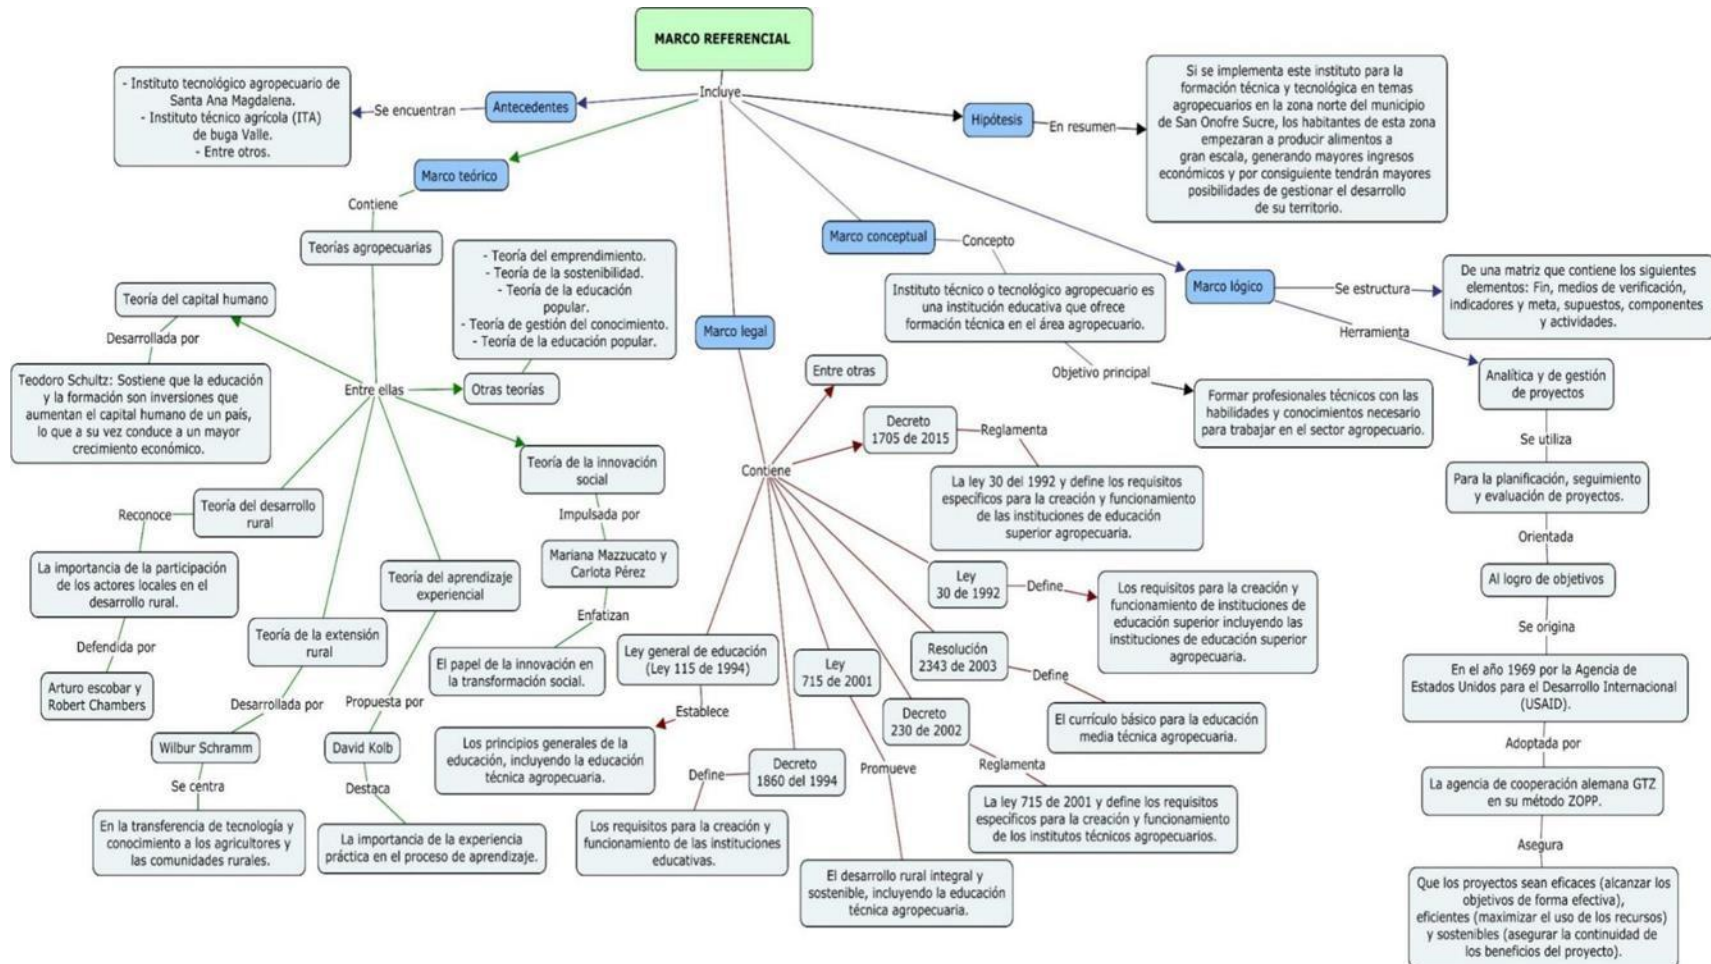 MARCO REFERENCIAL
Incluye
Antecedentes
Se encuentran
- Instituto tecnológico agropecuario de
Santa Ana Magdalena.
- Instituto técnico agrícola (ITA)
de buga Valle.
- Entre otros.
Hipótesis
En resumen
Si se implementa este instituto para la
formación técnica y tecnológica en temas
agropecuarios en la zona norte del municipio
de San Onofre Sucre, los habitantes de esta zona
empezaran a producir alimentos a
gran escala, generando mayores ingresos
económicos y por consiguiente tendrán mayores
posibilidades de gestionar el desarrollo
de su territorio.
Marco teórico
Contiene
Teorías agropecuarias
Entre ellas
Teoría del capital humano
Desarrollada por
Teodoro Schultz: Sostiene que la educación
y la formación son inversiones que
aumentan el capital humano de un país,
lo que a su vez conduce a un mayor
crecimiento económico.
Otras teorías
- Teoría del emprendimiento.
- Teoría de la sostenibilidad.
- Teoría de la educación
popular.
- Teoría de gestión del conocimiento.
- Teoría de la educación popular.
Teoría de la innovación
social
Impulsada por
Mariana Mazzucato y
Carlota Pérez
Enfatizan
El papel de la innovación en
la transformación social.
Teoría del desarrollo
rural
Reconoce
La importancia de la participación
de los actores locales en el
desarrollo rural.
Defendida por
Arturo escobar y
Robert Chambers
Teoría de la extensión
rural
Desarrollada por
Wilbur Schramm
Se centra
En la transferencia de tecnología y
conocimiento a los agricultores y
las comunidades rurales.
Teoría del aprendizaje
experiencial
Propuesta por
David Kolb
Destaca
La importancia de la experiencia
práctica en el proceso de aprendizaje.
Marco legal
Contiene
Entre otras
Decreto
1705 de 2015
Reglamenta
La ley 30 del 1992 y define los requisitos
específicos para la creación y funcionamiento
de las instituciones de educación
superior agropecuaria.
Ley
30 de 1992
Define
Los requisitos para la creación y
funcionamiento de instituciones de
educación superior incluyendo las
instituciones de educación superior
agropecuaria.
Resolución
2343 de 2003
Define
El currículo básico para la educación
media técnica agropecuaria.
Decreto
230 de 2002
Reglamenta
La ley 715 de 2001 y define los requisitos
específicos para la creación y funcionamiento
de los institutos técnicos agropecuarios.
Ley
715 de 2001
Promueve
El desarrollo rural integral y
sostenible, incluyendo la educación
técnica agropecuaria.
Decreto
1860 del 1994
Define
Los requisitos para la creación y
funcionamiento de las instituciones
educativas.
Ley general de educación
(Ley 115 de 1994)
Establece
Los principios generales de la
educación, incluyendo la educación
técnica agropecuaria.
Marco conceptual
Concepto
Instituto técnico o tecnológico agropecuario es
una institución educativa que ofrece
formación técnica en el área agropecuario.
Objetivo principal
Formar profesionales técnicos con las
habilidades y conocimientos necesario
para trabajar en el sector agropecuario.
Marco lógico
Se estructura
De una matriz que contiene los siguientes
elementos: Fin, medios de verificación,
indicadores y meta, supuestos, componentes
y actividades.
Herramienta
Analítica y de gestión
de proyectos
Se utiliza
Para la planificación, seguimiento
y evaluación de proyectos.
Orientada
Al logro de objetivos
Se origina
En el año 1969 por la Agencia de
Estados Unidos para el Desarrollo Internacional
(USAID).
Adoptada por
La agencia de cooperación alemana GTZ
en su método ZOPP.
Asegura
Que los proyectos sean eficaces (alcanzar los
objetivos de forma efectiva),
eficientes (maximizar el uso de los recursos)
y sostenibles (asegurar la continuidad de
los beneficios del proyecto).